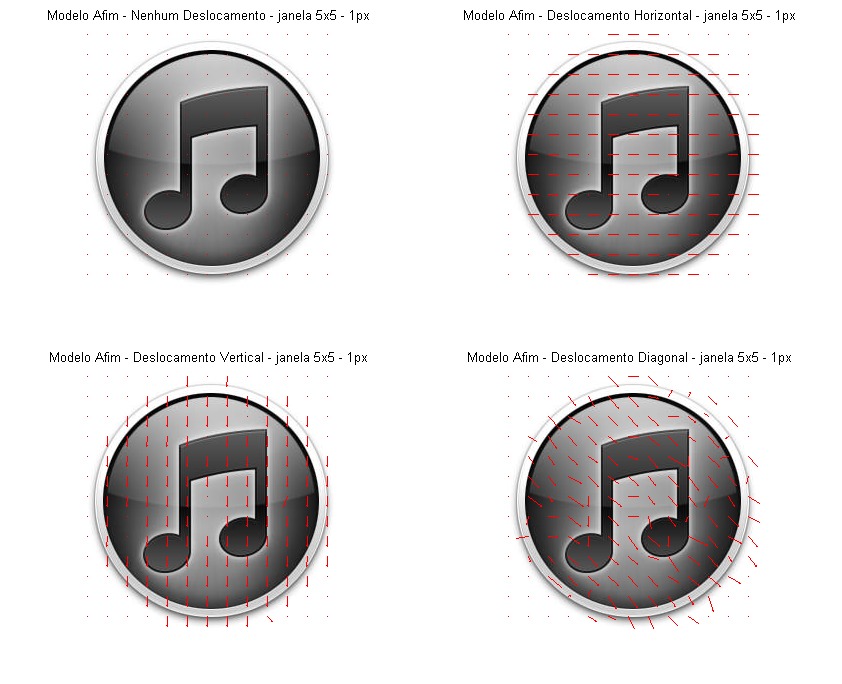 Modelo Afim - Nenhum Deslocamento - janela 5x5 - 1px
Modelo Afim - Deslocamento Horizontal - janela 5x5 - 1px
Modelo Afim - Deslocamento Vertical - janela 5x5 - 1px
Modelo Afim - Deslocamento Diagonal - janela 5x5 - 1px